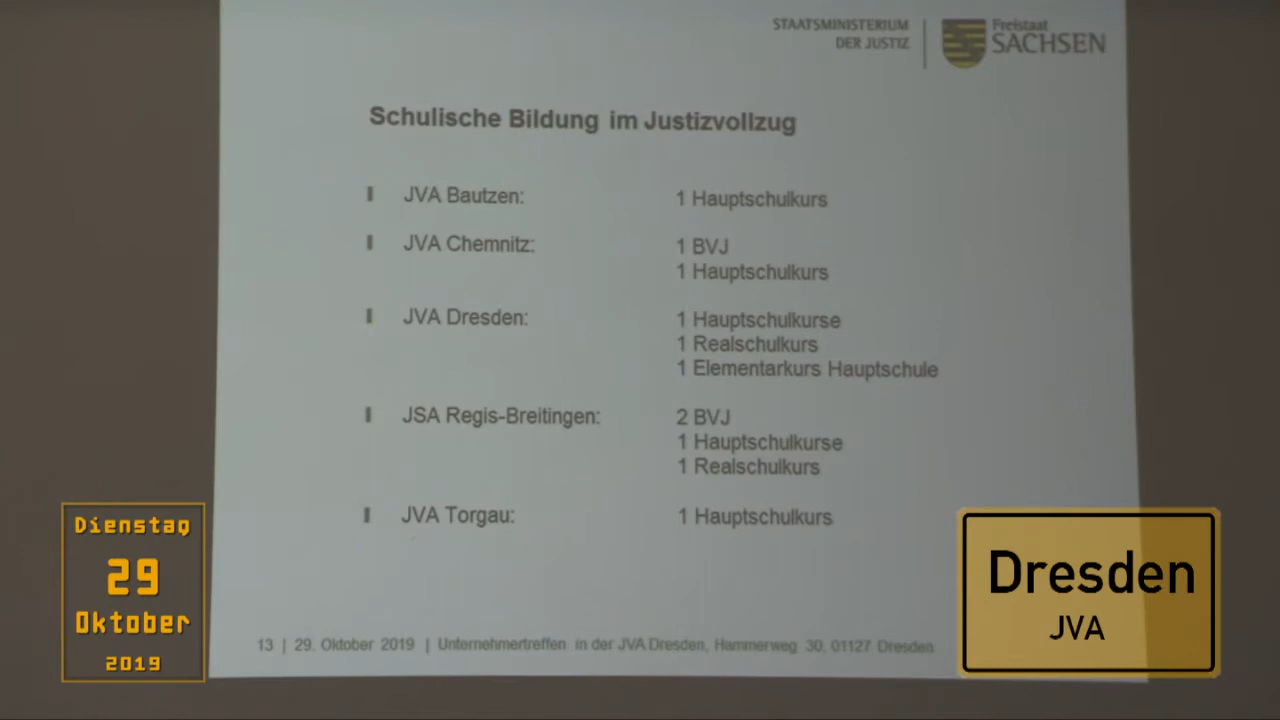 STAATSMINISTERIUM
DER JUSTIZ
Freistaat
SACHSEN
Schulische Bildung im Justizvollzug
JVA Bautzen: 1 Hauptschulkurs
JVA Chemnitz: 1 BVJ
1 Hauptschulkurs
JVA Dresden: 1 Hauptschulkurse
1 Realschulkurs
1 Elementarkurs Hauptschule
JSA Regis-Breitingen: 2 BVJ
1 Hauptschulkurse
1 Realschulkurs
JVA Torgau: 1 Hauptschulkurs
13 | 29. Oktober 2019 | Unternehmertreffen in der JVA Dresden, Hammerweg 30, 01127 Dresden
Dienstag
29
Oktober
2019
Dresden
JVA